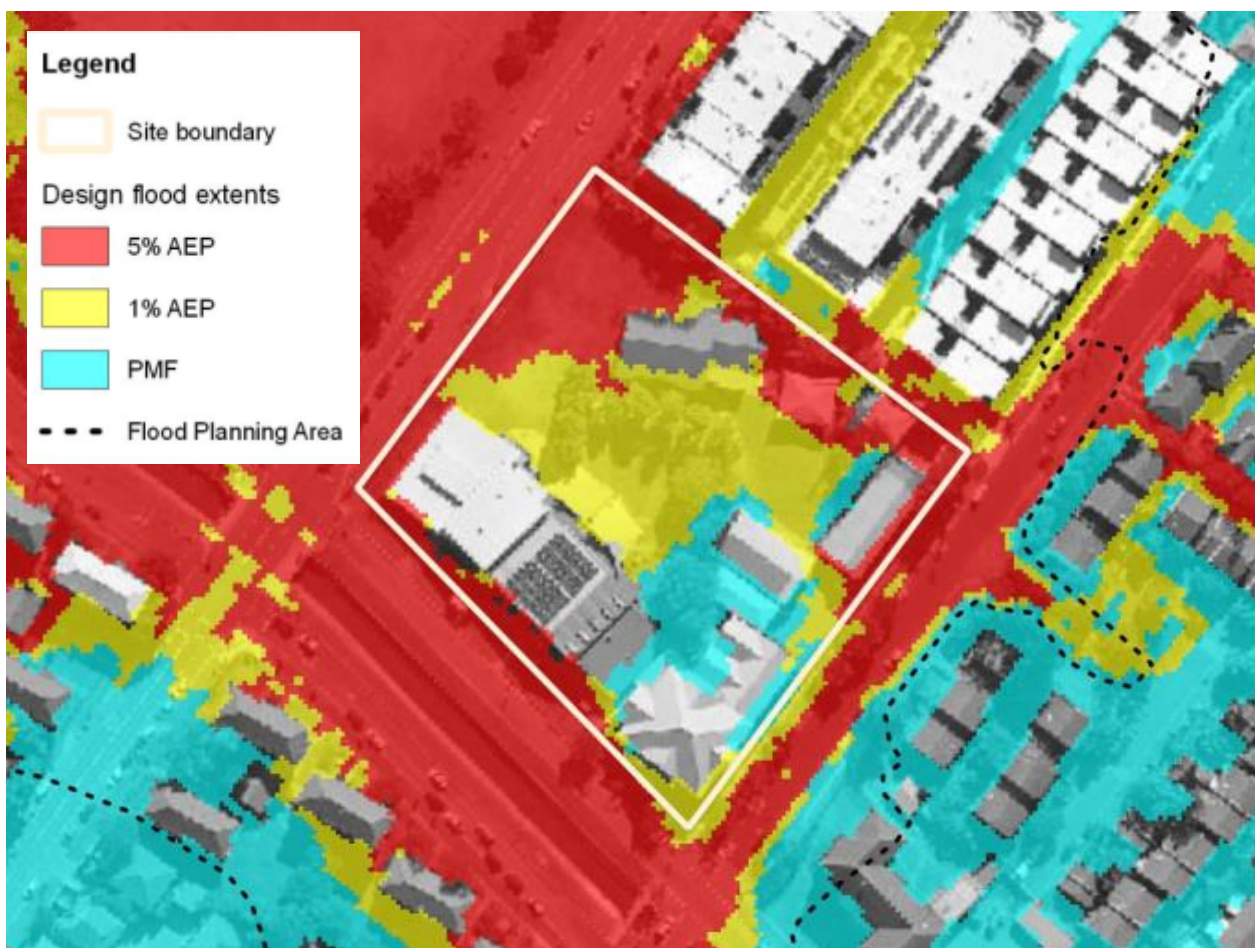 Legend
Site boundary
Design flood extents
5% AEP
1% AEP
PMF
Flood Planning Area